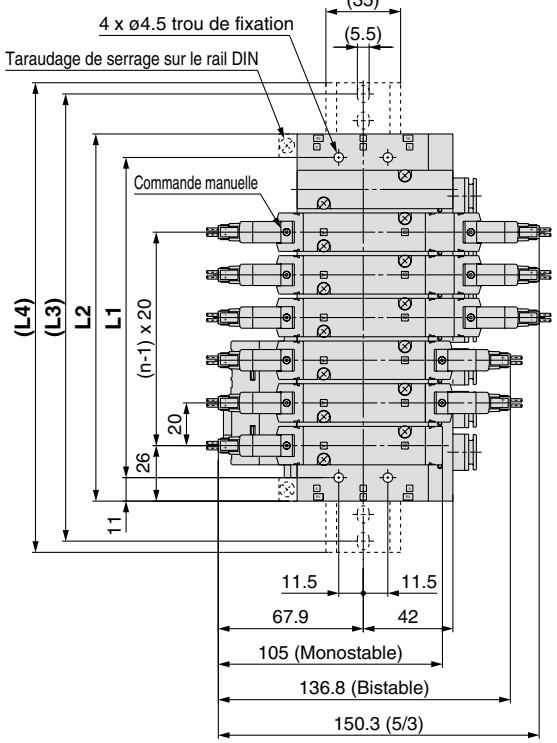 (35)
4 x ø4.5 trou de fixation
(5.5)
Taraudage de serrage sur le rail DIN
Commande manuelle
(L4)
(L3)
L2
L1
(n-1) x 20
20
26
11
11.5
11.5
67.9
42
105 (Monostable)
136.8 (Bistable)
150.3 (5/3)